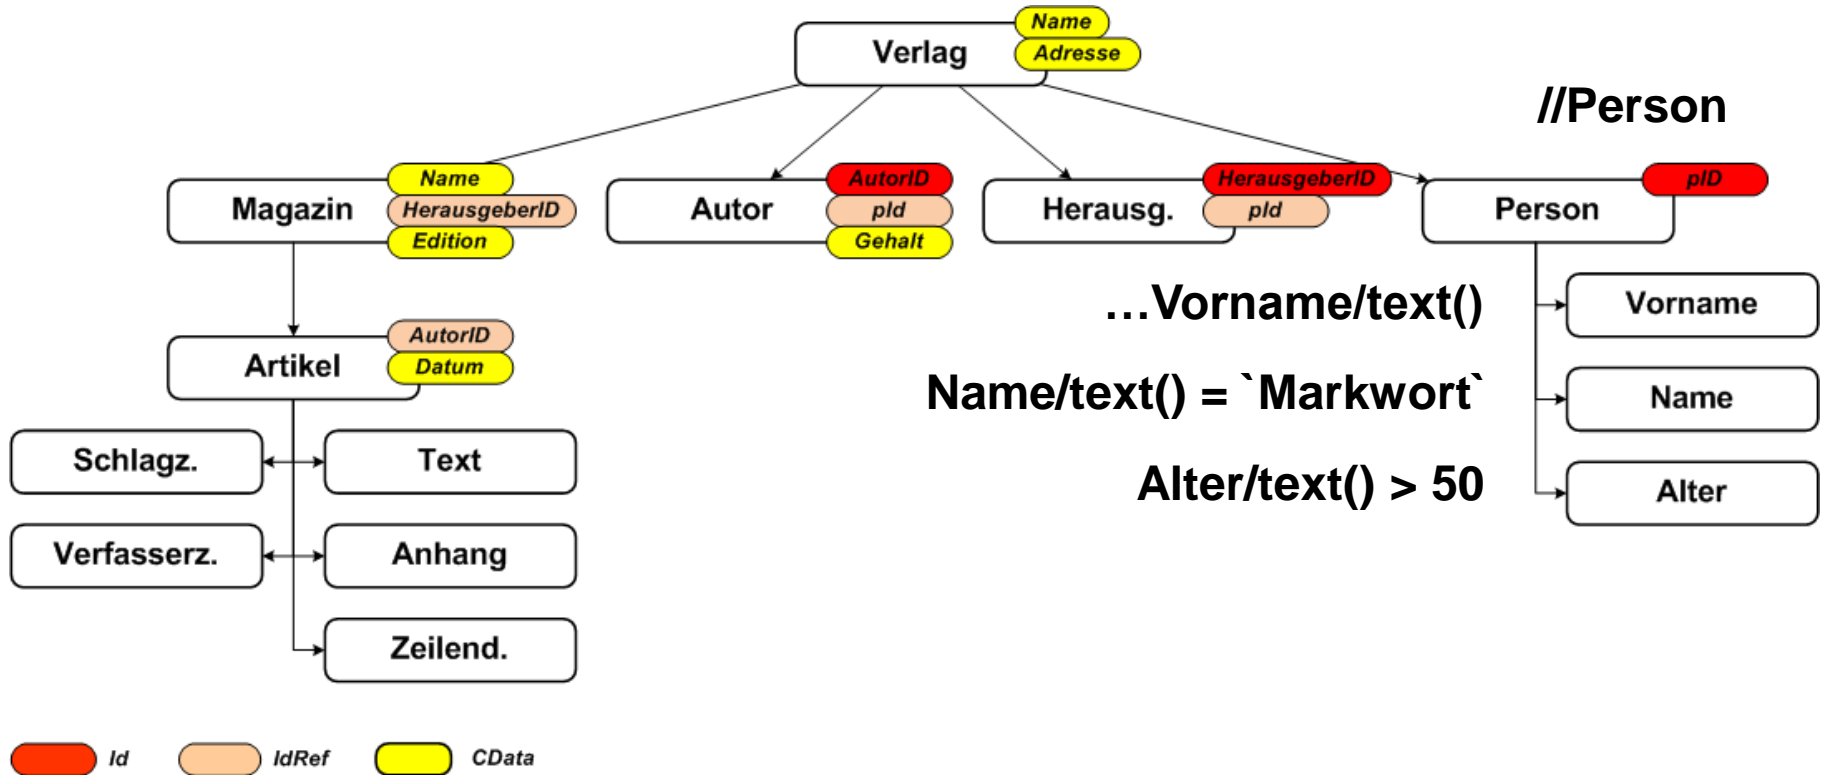 Name
Verlag
Adresse
//Person
Name
Magazin
HerausgeberID
Edition
AutorID
Autor
pId
Gehalt
HerausgeberID
Herausg.
pId
pID
Person
…Vorname/text()
Vorname
AutorID
Artikel
Datum
Name/text() = `Markwort`
Name
Schlagz.
Text
Alter/text() > 50
Alter
Verfasserz.
Anhang
Zeilend.
Id
IdRef
CData